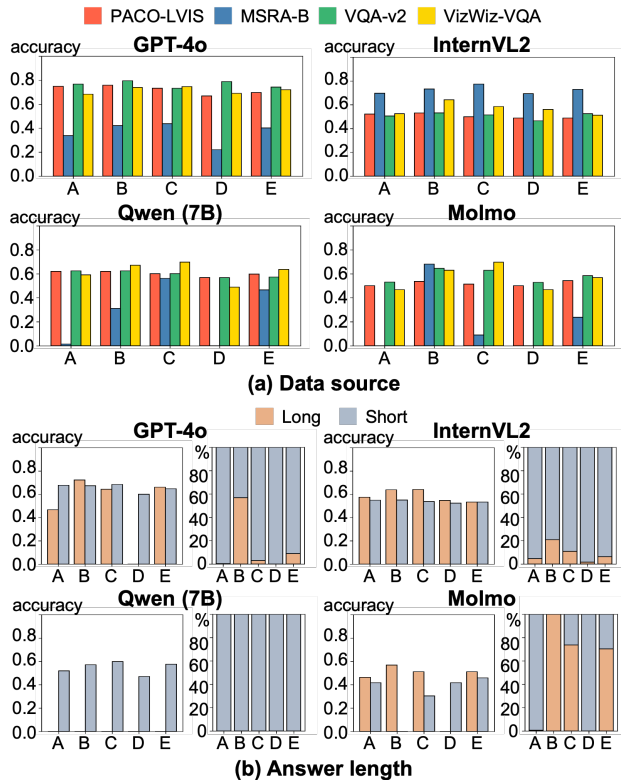 PACO-LVIS MSRA-B VQA-v2 VizWiz-VQA
accuracy GPT-4o
0.8
0.6
0.4
0.2
0.0
A B C D E
accuracy InternVL2
0.8
0.6
0.4
0.2
0.0
A B C D E
accuracy Qwen (7B)
0.8
0.6
0.4
0.2
0.0
A B C D E
accuracy Molmo
0.8
0.6
0.4
0.2
0.0
A B C D E
(a) Data source
Long Short
accuracy GPT-4o
0.8
0.6
0.4
0.2
0.0
A B C D E
%
80
60
40
20
0
A B C D E
accuracy InternVL2
0.8
0.6
0.4
0.2
0.0
A B C D E
%
80
60
40
20
0
A B C D E
accuracy Qwen (7B)
0.8
0.6
0.4
0.2
0.0
A B C D E
%
80
60
40
20
0
A B C D E
accuracy Molmo
0.8
0.6
0.4
0.2
0.0
A B C D E
%
80
60
40
20
0
A B C D E
(b) Answer length